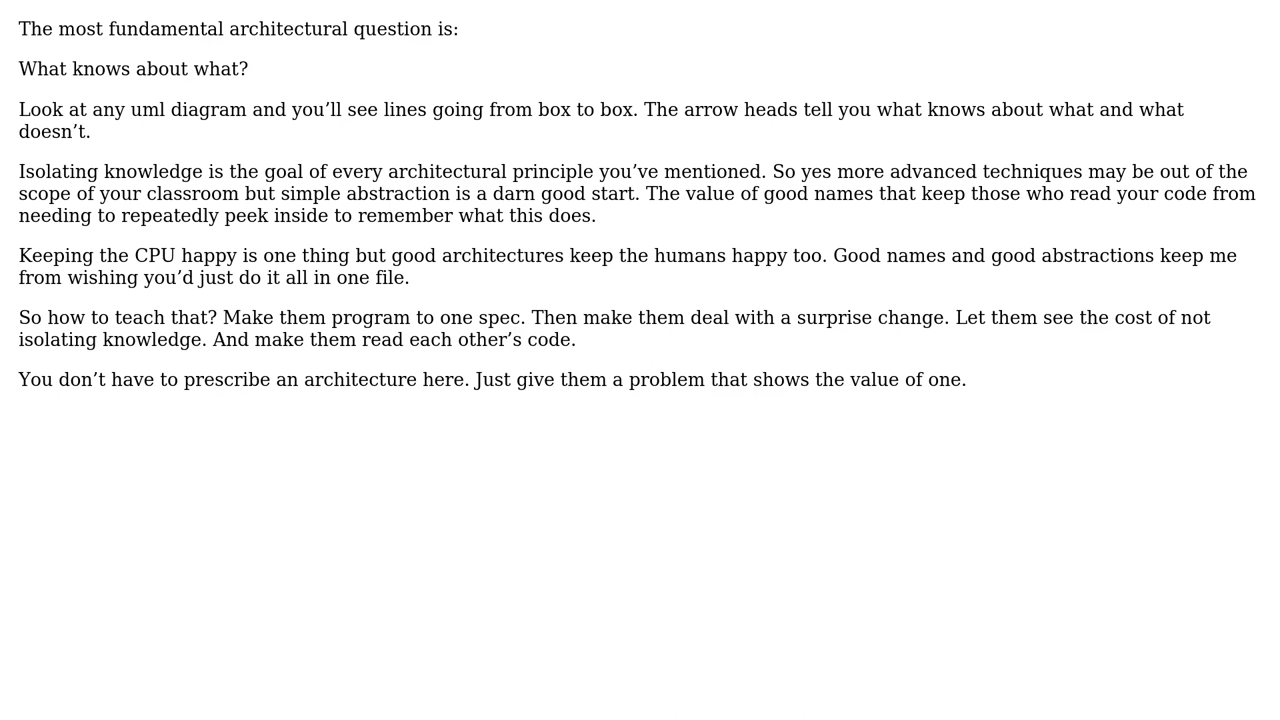 The most fundamental architectural question is:
What knows about what?
Look at any uml diagram and you’ll see lines going from box to box. The arrow heads tell you what knows about what and what
doesn’t.
Isolating knowledge is the goal of every architectural principle you’ve mentioned. So yes more advanced techniques may be out of the
scope of your classroom but simple abstraction is a darn good start. The value of good names that keep those who read your code from
needing to repeatedly peek inside to remember what this does.
Keeping the CPU happy is one thing but good architectures keep the humans happy too. Good names and good abstractions keep me
from wishing you’d just do it all in one file.
So how to teach that? Make them program to one spec. Then make them deal with a surprise change. Let them see the cost of not
isolating knowledge. And make them read each other’s code.
You don’t have to prescribe an architecture here. Just give them a problem that shows the value of one.